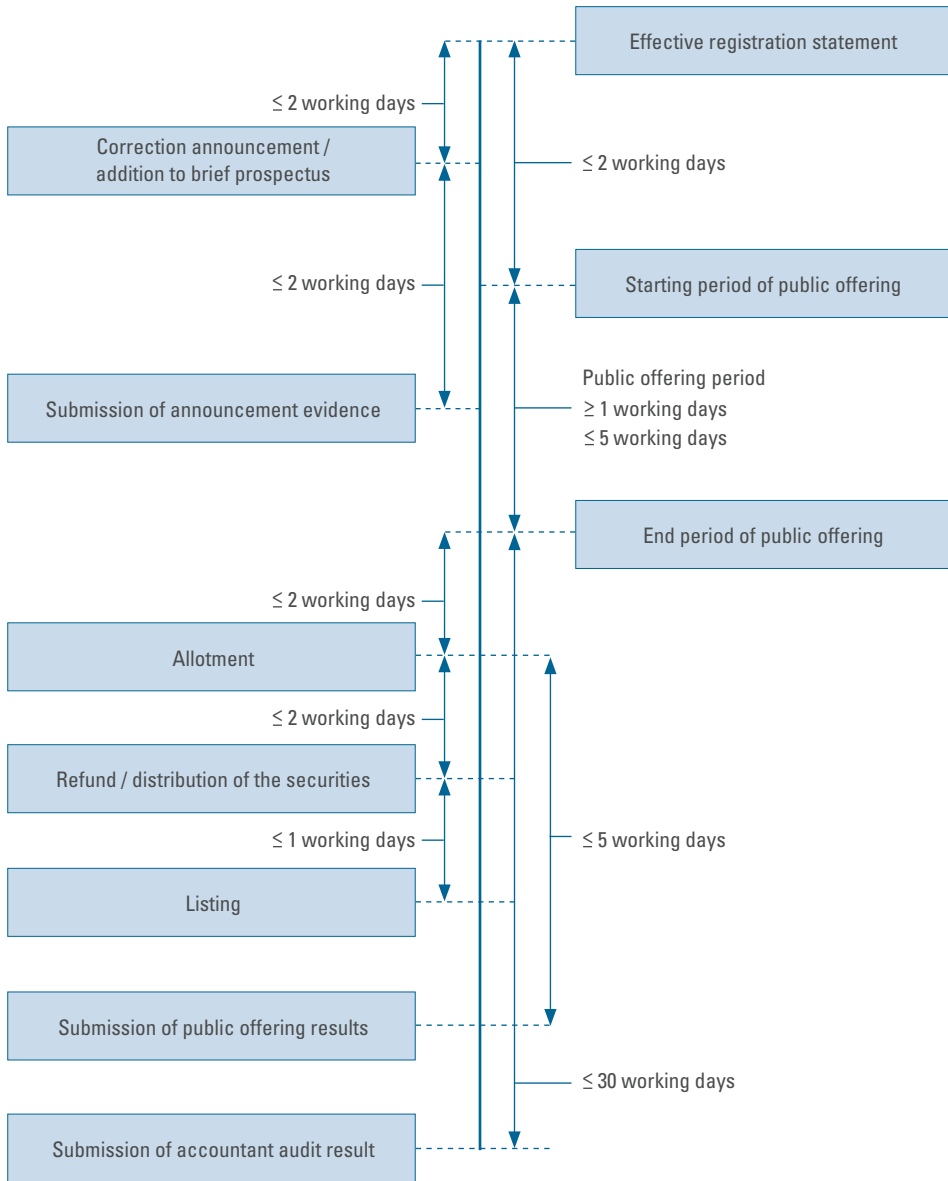 Effective registration statement
≤ 2 working days
Correction announcement /
addition to brief prospectus
≤ 2 working days
≤ 2 working days
Starting period of public offering
Public offering period
≥ 1 working days
≤ 5 working days
Submission of announcement evidence
End period of public offering
≤ 2 working days
Allotment
≤ 2 working days
Refund / distribution of the securities
≤ 1 working days
≤ 5 working days
Listing
Submission of public offering results
≤ 30 working days
Submission of accountant audit result